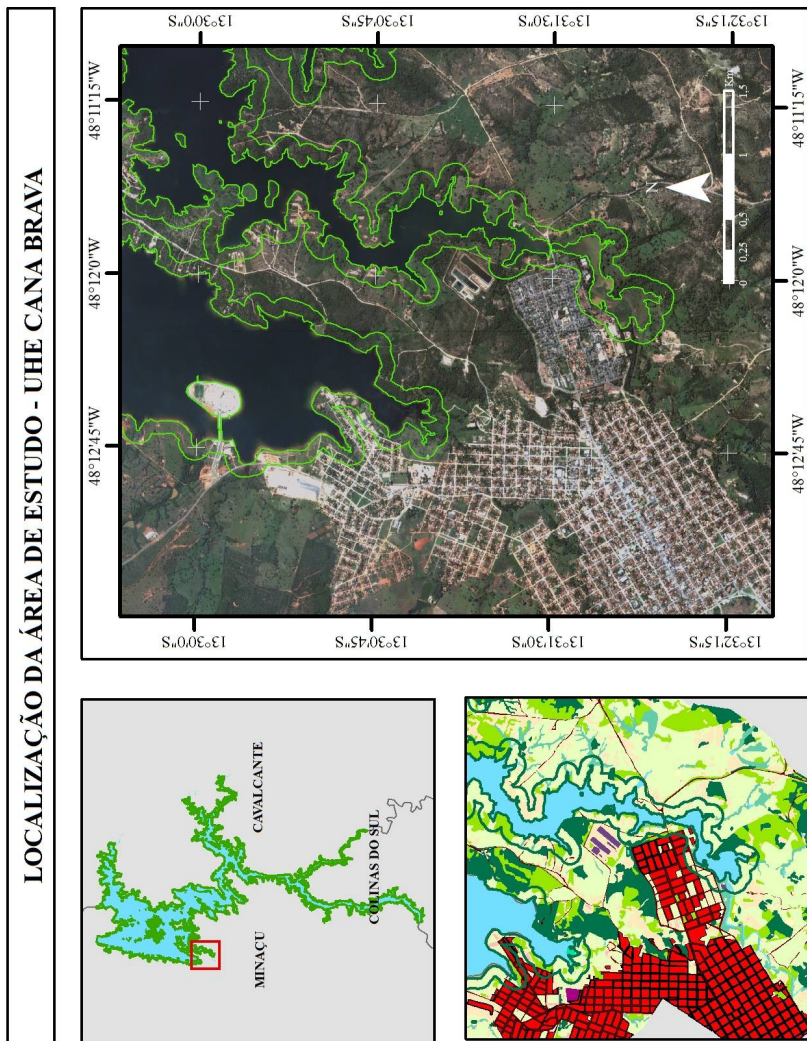 LOCALIZAÇÃO DA ÁREA DE ESTUDO - UHE CANA BRAVA
MINAÇU
CAVALCANTE
COLINAS DO SUL
48°12'45"W
48°12'0"W
48°11'15"W
13°30'0"S
13°30'0"S
13°30'45"S
13°30'45"S
13°31'30"S
13°31'30"S
13°32'15"S
13°32'15"S
N
0 0,25 0,5 1 1,5
Km
48°12'45"W
48°12'0"W
48°11'15"W